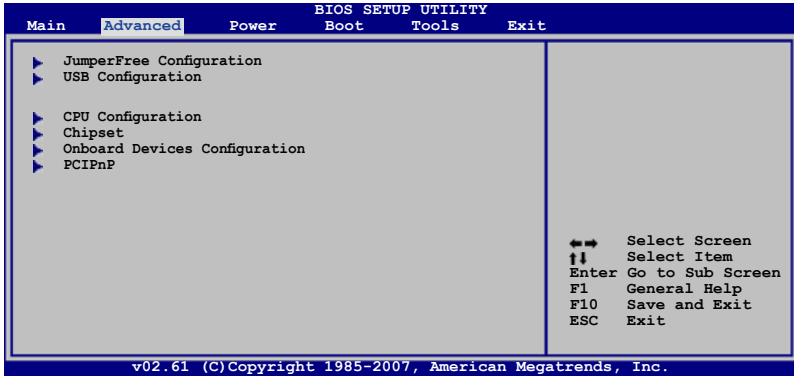 BIOS SETUP UTILITY
Main Advanced Power Boot Tools Exit
JumperFree Configuration
USB Configuration
CPU Configuration
Chipset
Onboard Devices Configuration
PCIPnP
Select Screen
Select Item
Enter Go to Sub Screen
F1 General Help
F10 Save and Exit
ESC Exit
v02.61 (C)Copyright 1985-2007, American Megatrends, Inc.